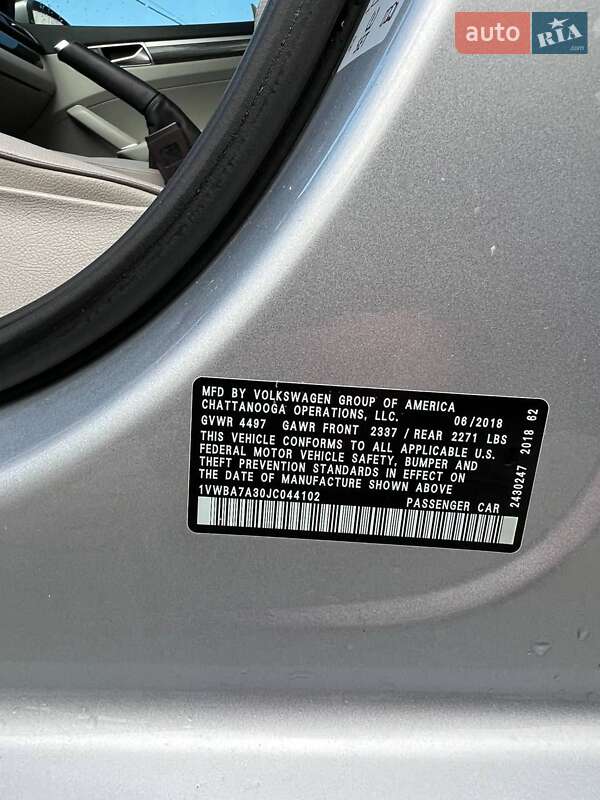 auto RIA .com
MFD BY VOLKSWAGEN GROUP OF AMERICA
CHATTANOOGA OPERATIONS, LLC. 06/2018
GVWR 4497 GAWR FRONT 2337 / REAR 2271 LBS
THIS VEHICLE CONFORMS TO ALL APPLICABLE U.S.
FEDERAL MOTOR VEHICLE SAFETY, BUMPER AND
THEFT PREVENTION STANDARDS IN EFFECT ON
THE DATE OF MANUFACTURE SHOWN ABOVE
1VWBA7A30JC044102 PASSENGER CAR
2430247 2018 62